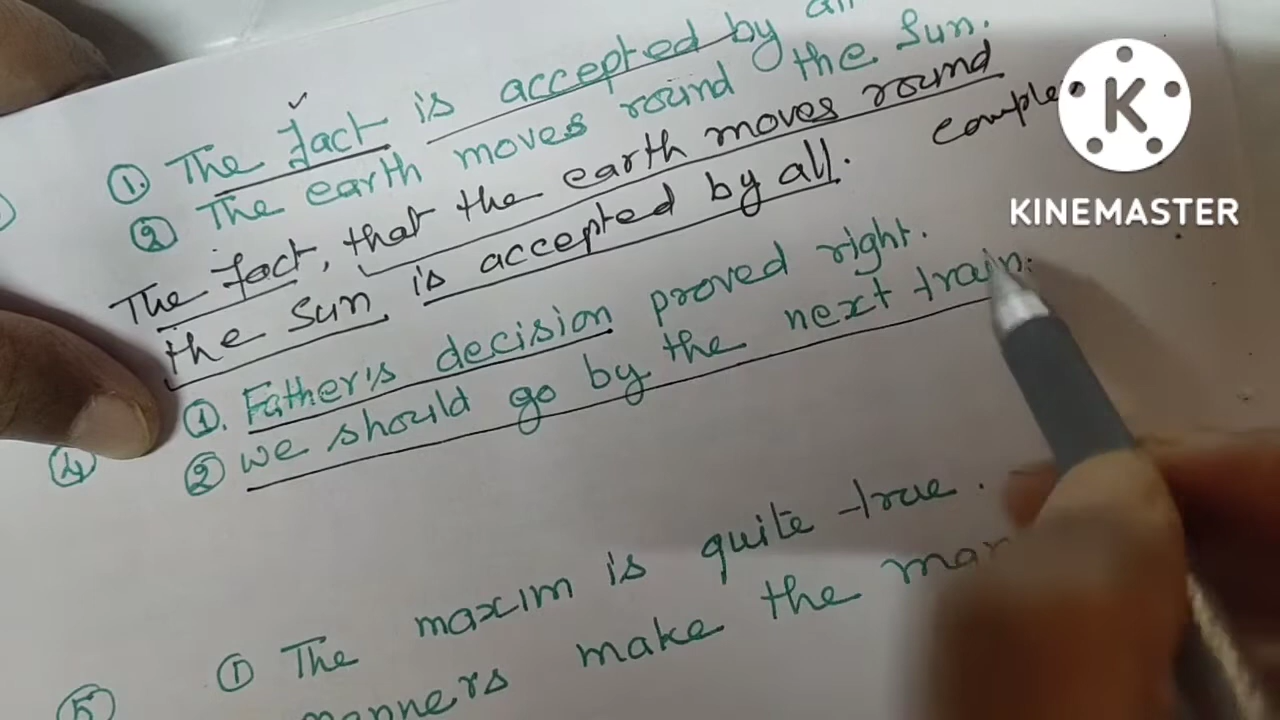 ① The fact is accepted by all
② The earth moves round the Sun.
The fact, that the earth moves round
the Sun is accepted by all.
④ ① Father's decision proved right.
② we should go by the next train.
⑤ ① The maxim is quite true.
manners make the man
KINEMASTER